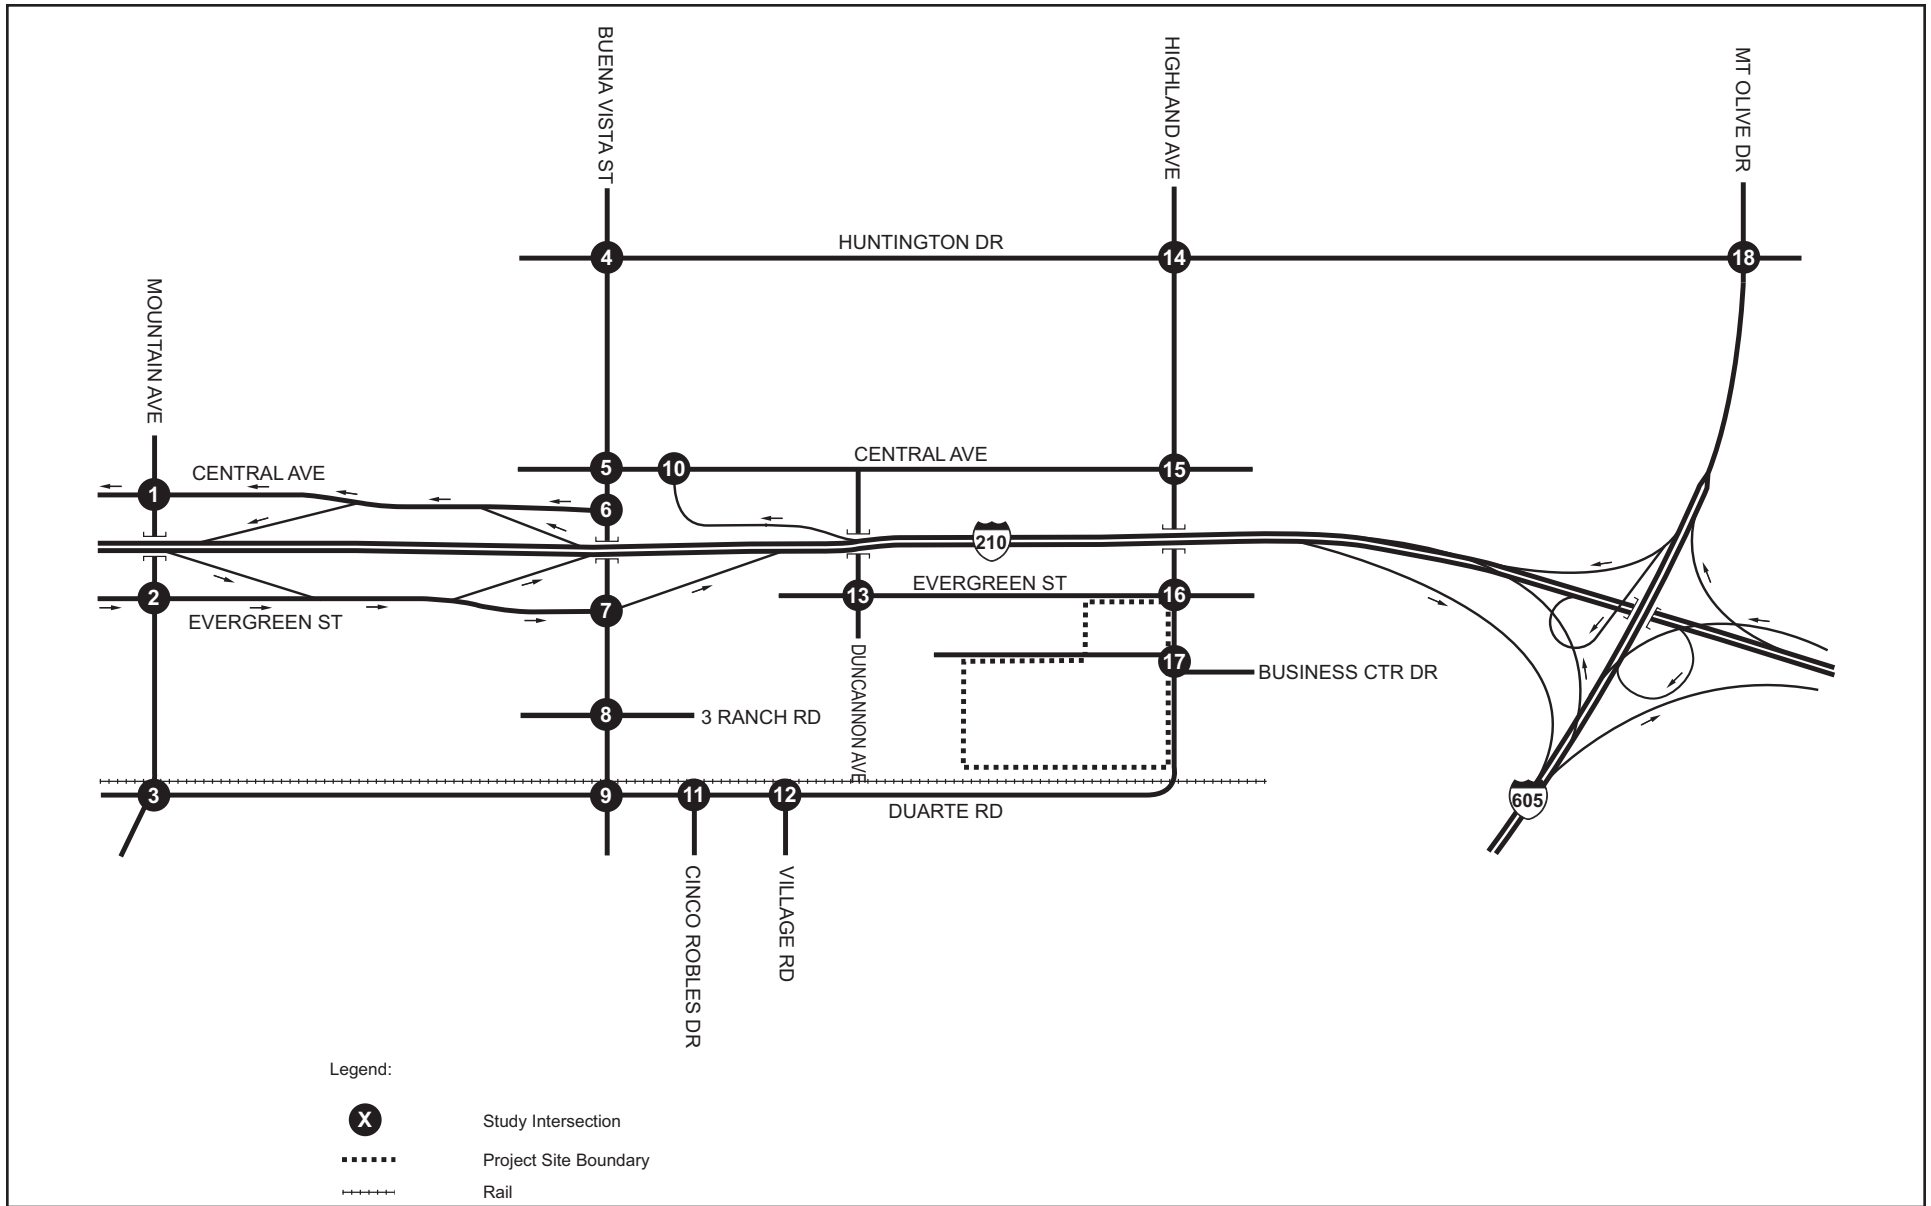 BUENA VISTA ST
HIGHLAND AVE
MT OLIVE DR
HUNTINGTON DR
4
14
18
MOUNTAIN AVE
CENTRAL AVE
CENTRAL AVE
1
5
10
15
6
210
2
EVERGREEN ST
7
13
EVERGREEN ST
16
DUNCANNON AVE
17
BUSINESS CTR DR
8
3 RANCH RD
3
9
11
12
DUARTE RD
605
CINCO ROBLES DR
VILLAGE RD
Legend:
X
Study Intersection
Project Site Boundary
Rail